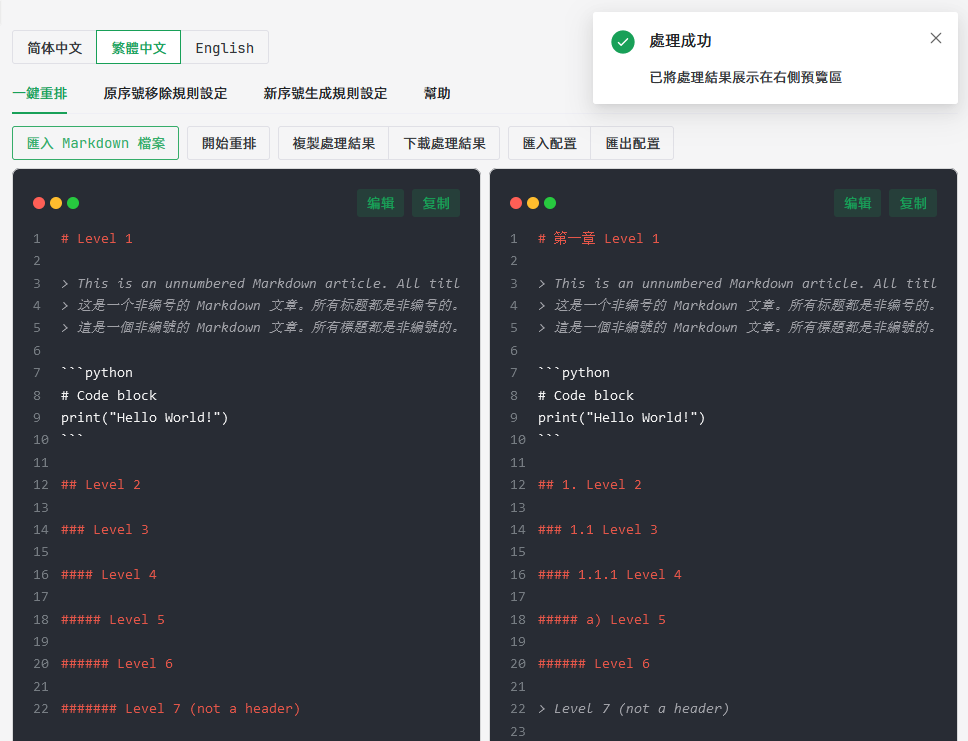 简体中文 繁體中文 English
處理成功
已將處理結果展示在右側預覽區
一鍵重排 原序號移除規則設定 新序號生成規則設定 幫助
匯入 Markdown 檔案 開始重排 複製處理結果 下載處理結果 匯入配置 匯出配置
编辑 复制
1 # Level 1
2
3 > This is an unnumbered Markdown article. All titl
4 > 这是一个非编号的 Markdown 文章。所有标题都是非编号的。
5 > 這是一個非編號的 Markdown 文章。所有標題都是非編號的。
6
7 ```python
8 # Code block
9 print("Hello World!")
10 ```
11
12 ## Level 2
13
14 ### Level 3
15
16 #### Level 4
17
18 ##### Level 5
19
20 ###### Level 6
21
22 ####### Level 7 (not a header)
编辑 复制
1 # 第一章 Level 1
2
3 > This is an unnumbered Markdown article. All titl
4 > 这是一个非编号的 Markdown 文章。所有标题都是非编号的。
5 > 這是一個非編號的 Markdown 文章。所有標題都是非編號的。
6
7 ```python
8 # Code block
9 print("Hello World!")
10 ```
11
12 ## 1. Level 2
13
14 ### 1.1 Level 3
15
16 #### 1.1.1 Level 4
17
18 ##### a) Level 5
19
20 ###### Level 6
21
22 > Level 7 (not a header)
23